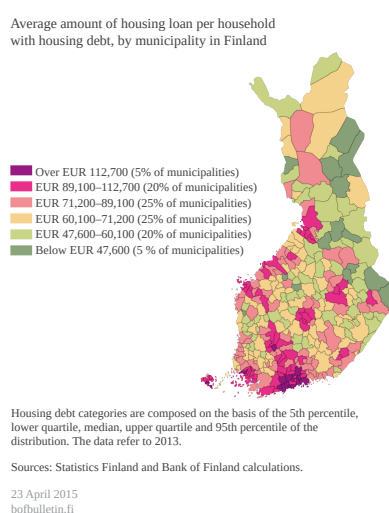 Average amount of housing loan per household
with housing debt, by municipality in Finland
Over EUR 112,700 (5% of municipalities)
EUR 89,100–112,700 (20% of municipalities)
EUR 71,200–89,100 (25% of municipalities)
EUR 60,100–71,200 (25% of municipalities)
EUR 47,600–60,100 (20% of municipalities)
Below EUR 47,600 (5 % of municipalities)
Housing debt categories are composed on the basis of the 5th percentile,
lower quartile, median, upper quartile and 95th percentile of the
distribution. The data refer to 2013.
Sources: Statistics Finland and Bank of Finland calculations.
23 April 2015
bofbulletin.fi